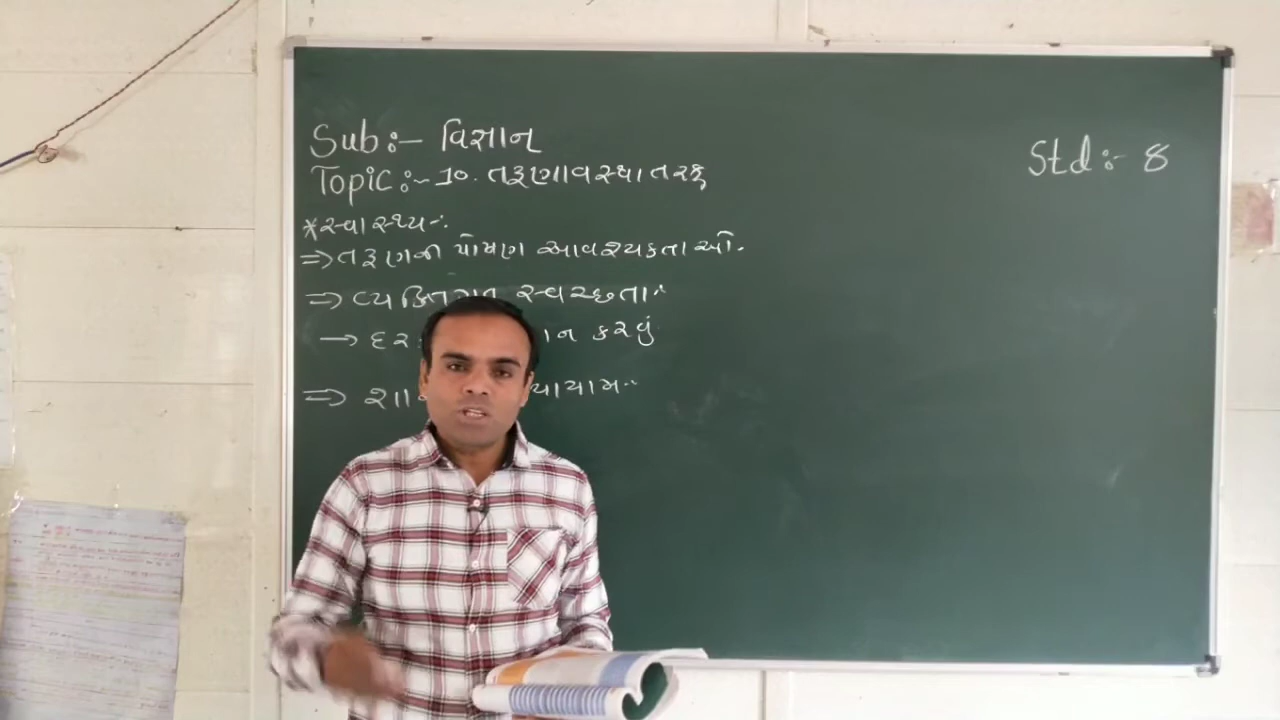 Sub:- વિજ્ઞાન
Std:- 8
Topic:- 10. તરૂણાવસ્થા તરફ
*સ્વાસ્થ્ય-:
⇒ તરૂણની પોષણ આવશ્યકતાઓ.
⇒ વ્યક્તિગત સ્વચ્છતા:
→ કરવું
⇒